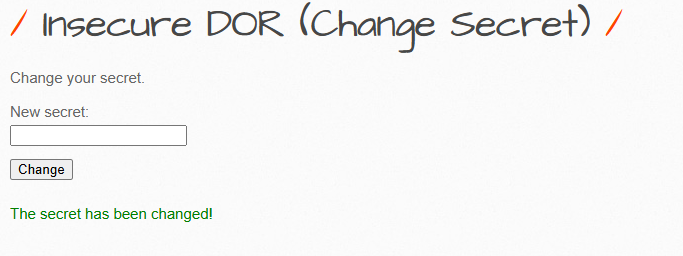 / Insecure DOR (Change Secret) /
Change your secret.
New secret:
Change
The secret has been changed!